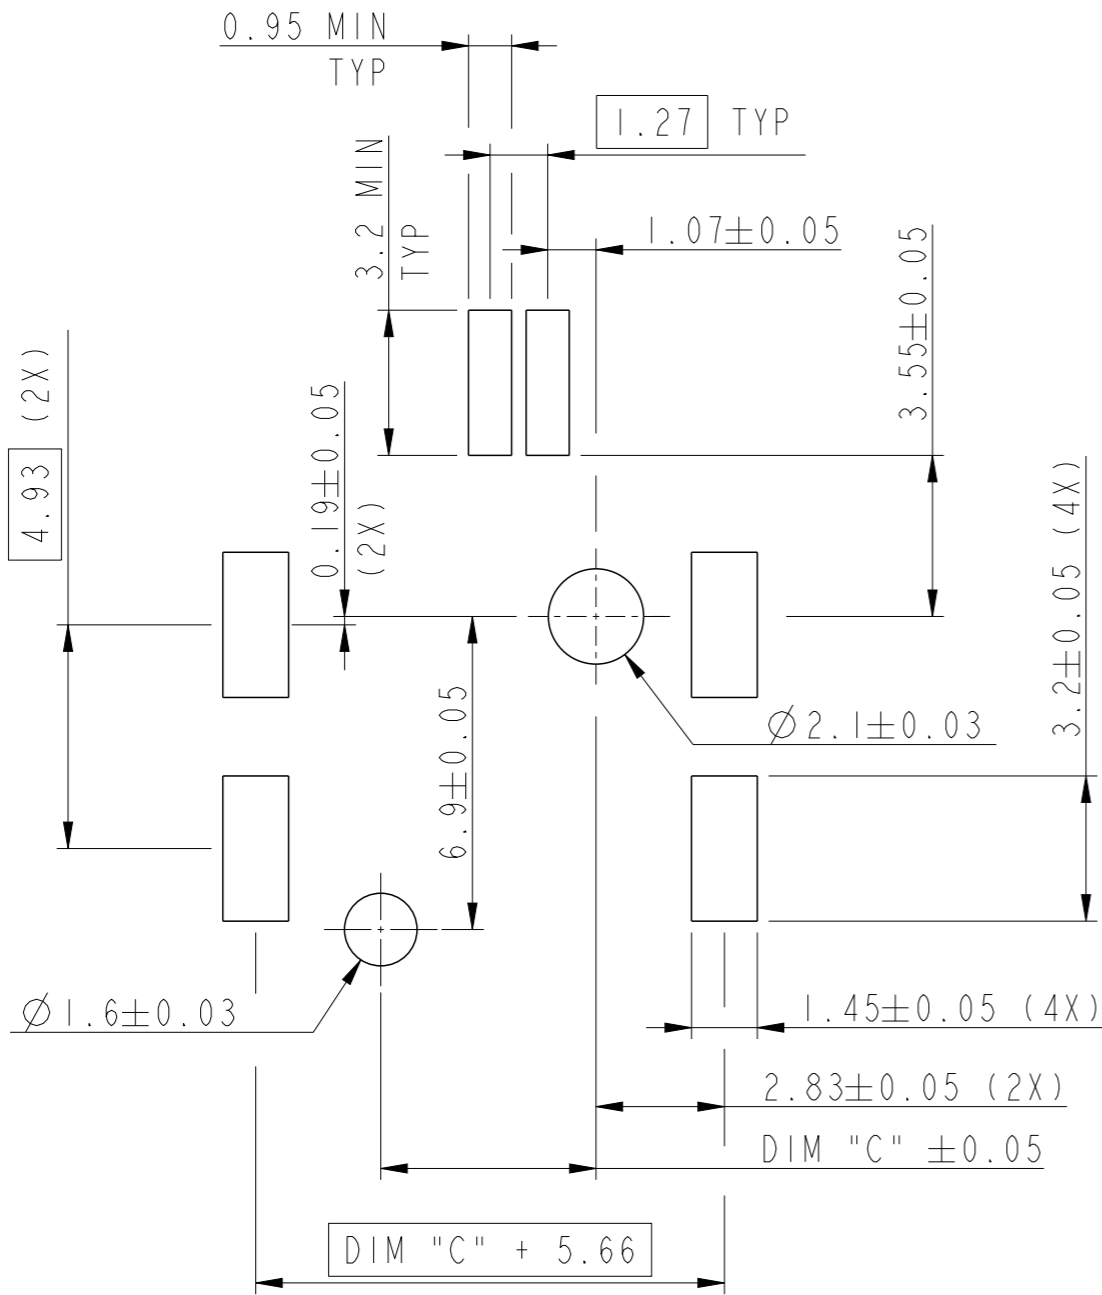 0.95 MIN
TYP
1.27 TYP
3.2 MIN
TYP
1.07±0.05
3.55±0.05
4.93 (2X)
0.19±0.05
(2X)
3.2±0.05 (4X)
6.9±0.05
Ø2.1±0.03
Ø1.6±0.03
1.45±0.05 (4X)
2.83±0.05 (2X)
DIM "C" ±0.05
DIM "C" + 5.66